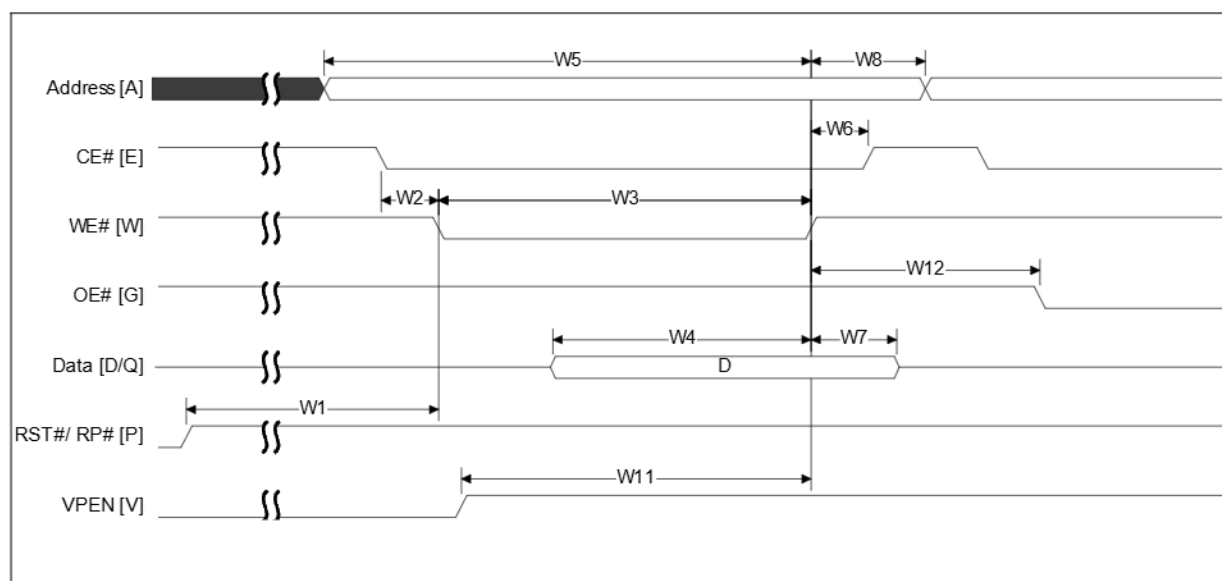 W5
W8
Address [A]
W6
CE# [E]
W2
W3
WE# [W]
W12
OE# [G]
W4
W7
Data [D/Q]
D
W1
RST#/ RP# [P]
W11
VPEN [V]